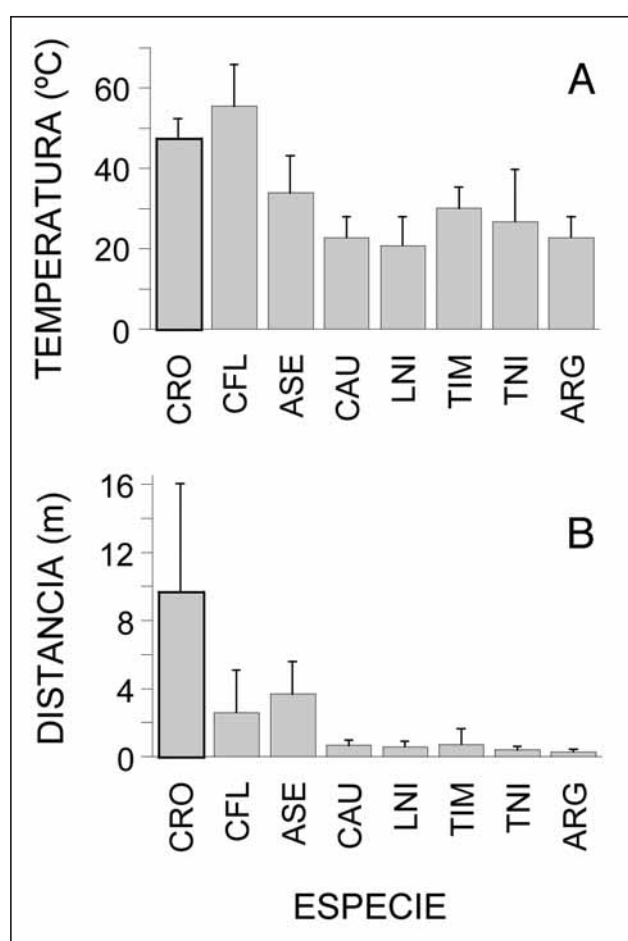 A
TEMPERATURA (ºC)
60
40
20
0
CRO CFL ASE CAU LNI TIM TNI ARG
B
DISTANCIA (m)
16
12
8
4
0
CRO CFL ASE CAU LNI TIM TNI ARG
ESPECIE